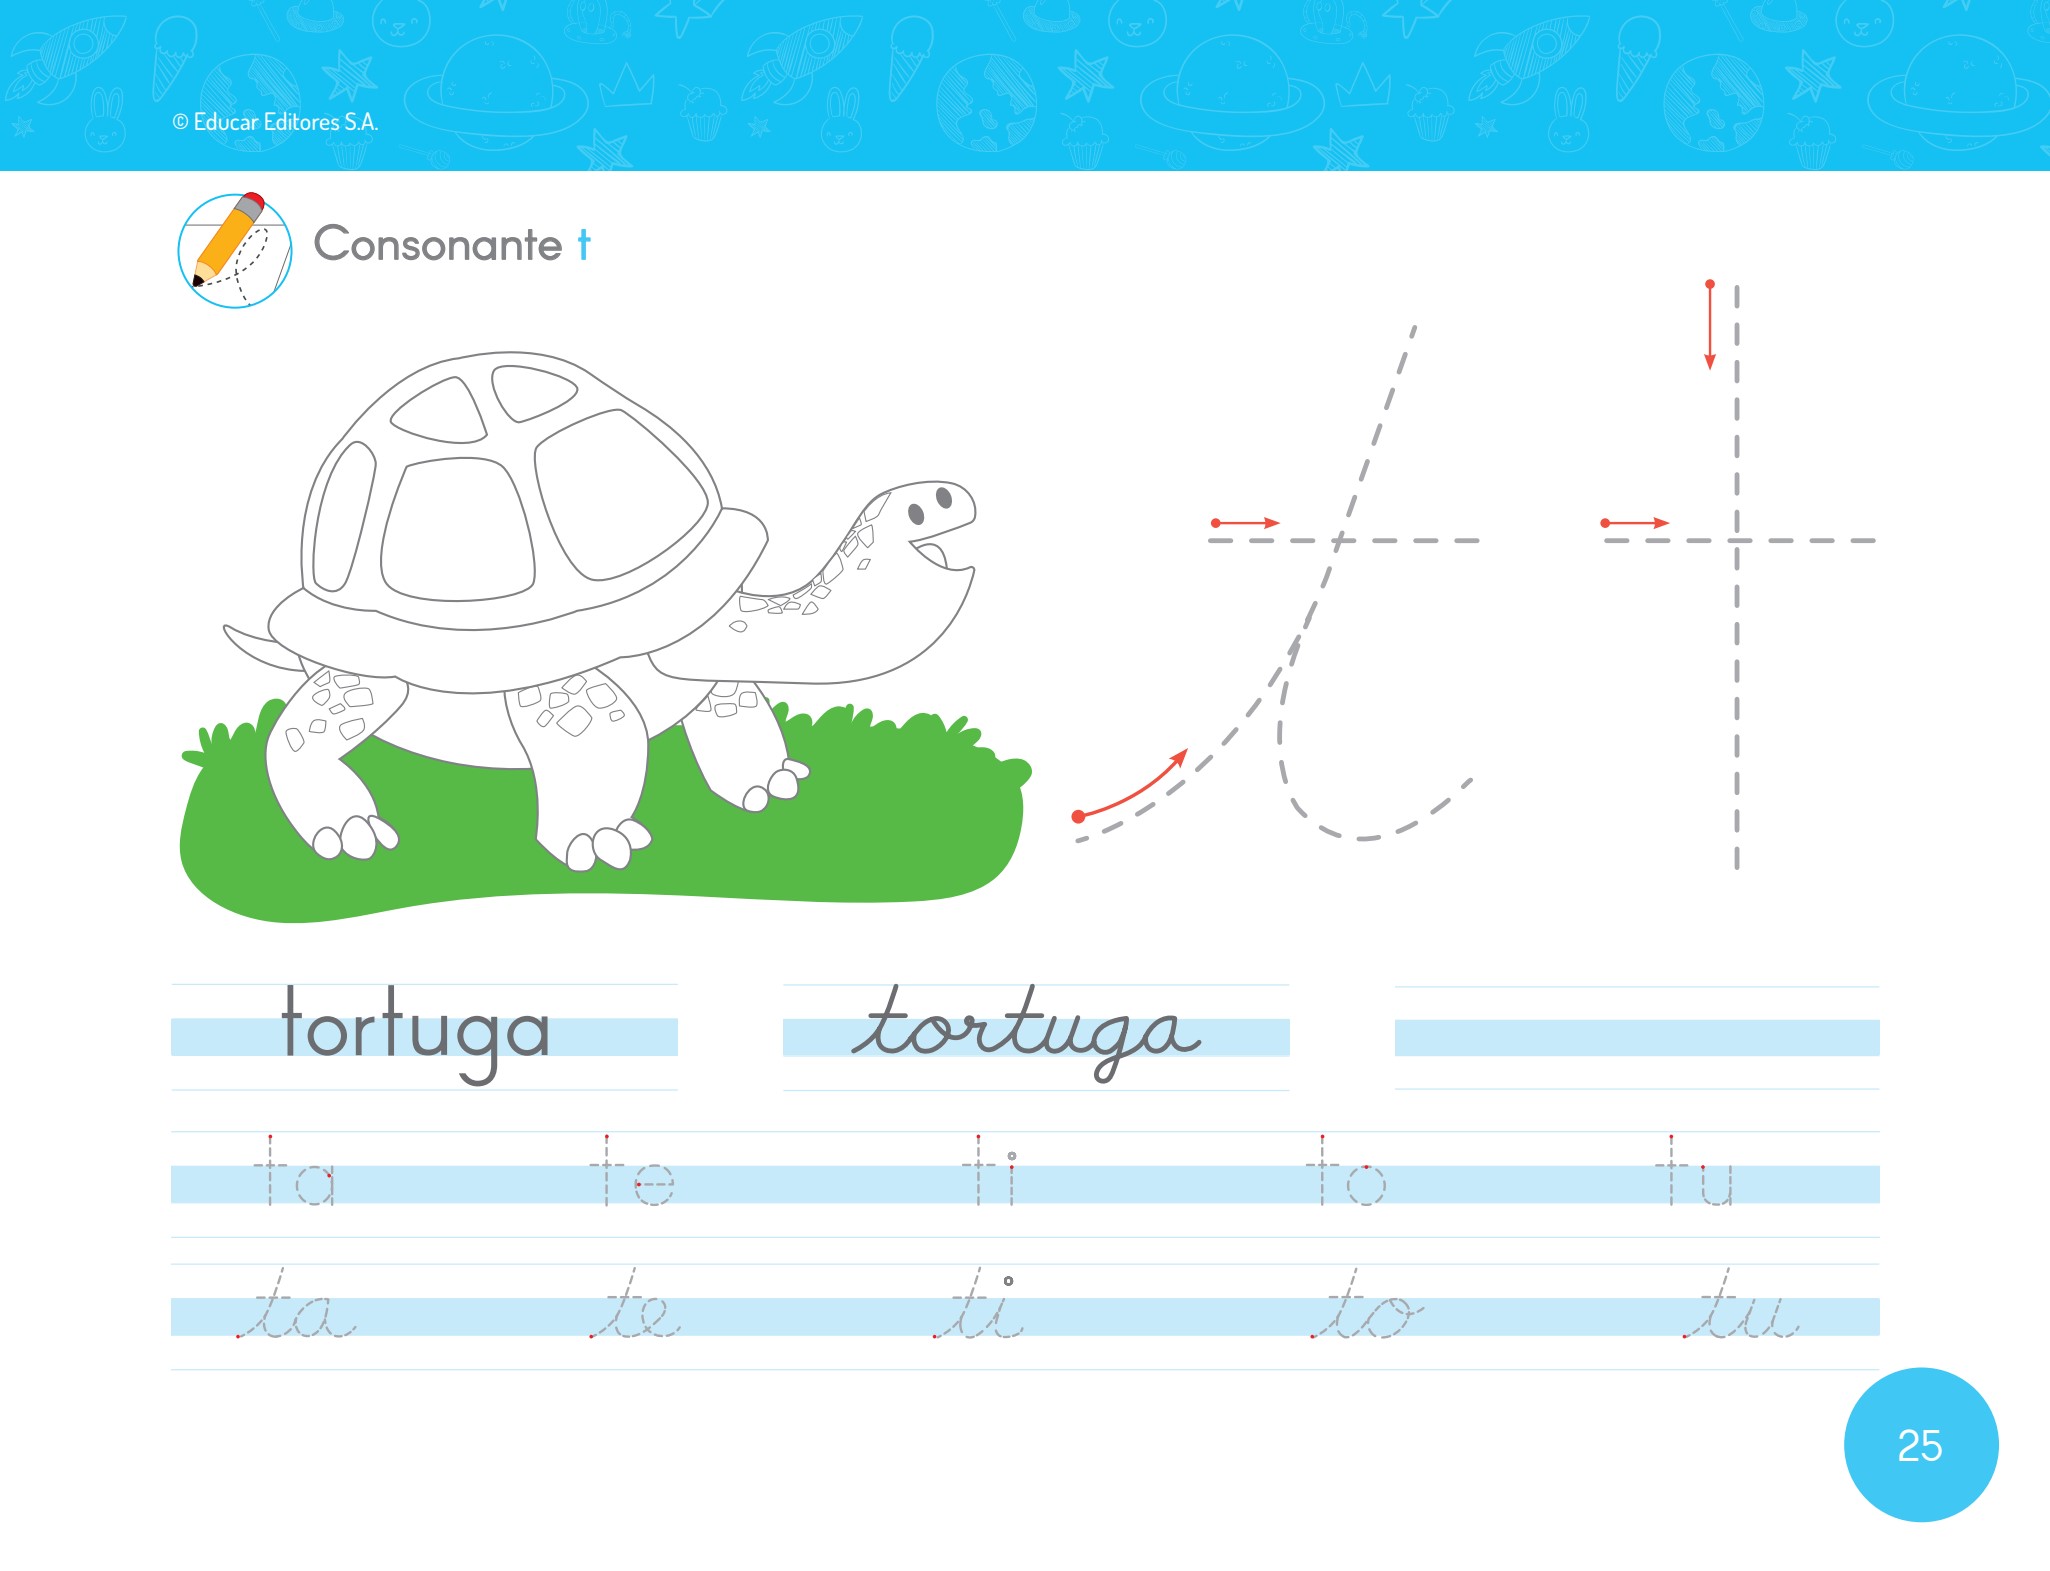 © Educar Editores S.A.
Consonante t
t t
tortuga tortuga
ta te ti to tu
ta te ti to tu
25